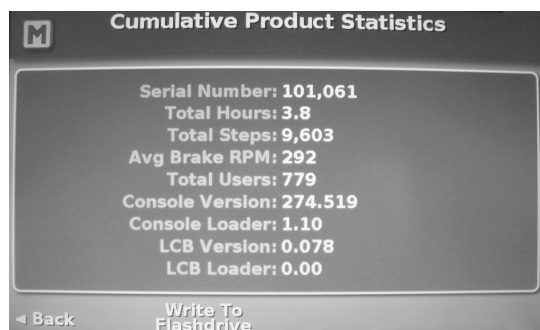 Cumulative Product Statistics
M
Serial Number: 101,061
Total Hours: 3.8
Total Steps: 9,603
Avg Brake RPM: 292
Total Users: 779
Console Version: 274.519
Console Loader: 1.10
LCB Version: 0.078
LCB Loader: 0.00
◄ Back
Write To
Flashdrive